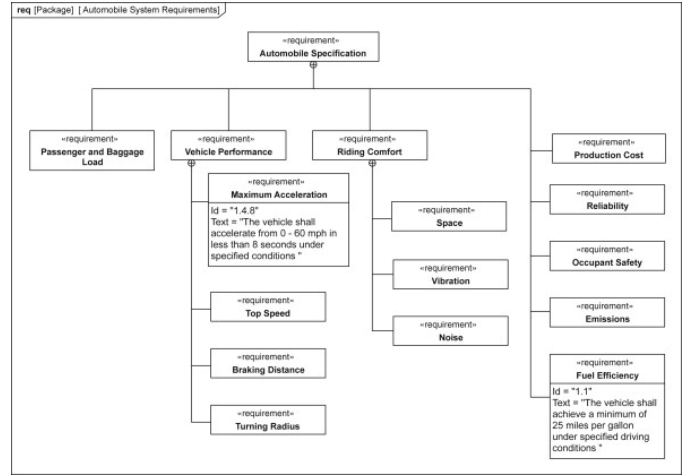 req [Package] [ Automobile System Requirements]
«requirement»
Automobile Specification
«requirement»
Passenger and Baggage
Load
«requirement»
Vehicle Performance
«requirement»
Riding Comfort
«requirement»
Production Cost
«requirement»
Maximum Acceleration
Id = "1.4.8"
Text = "The vehicle shall
accelerate from 0 - 60 mph in
less than 8 seconds under
specified conditions "
«requirement»
Top Speed
«requirement»
Braking Distance
«requirement»
Turning Radius
«requirement»
Space
«requirement»
Vibration
«requirement»
Noise
«requirement»
Reliability
«requirement»
Occupant Safety
«requirement»
Emissions
«requirement»
Fuel Efficiency
Id = "1.1"
Text = "The vehicle shall
achieve a minimum of
25 miles per gallon
under specified driving
conditions "